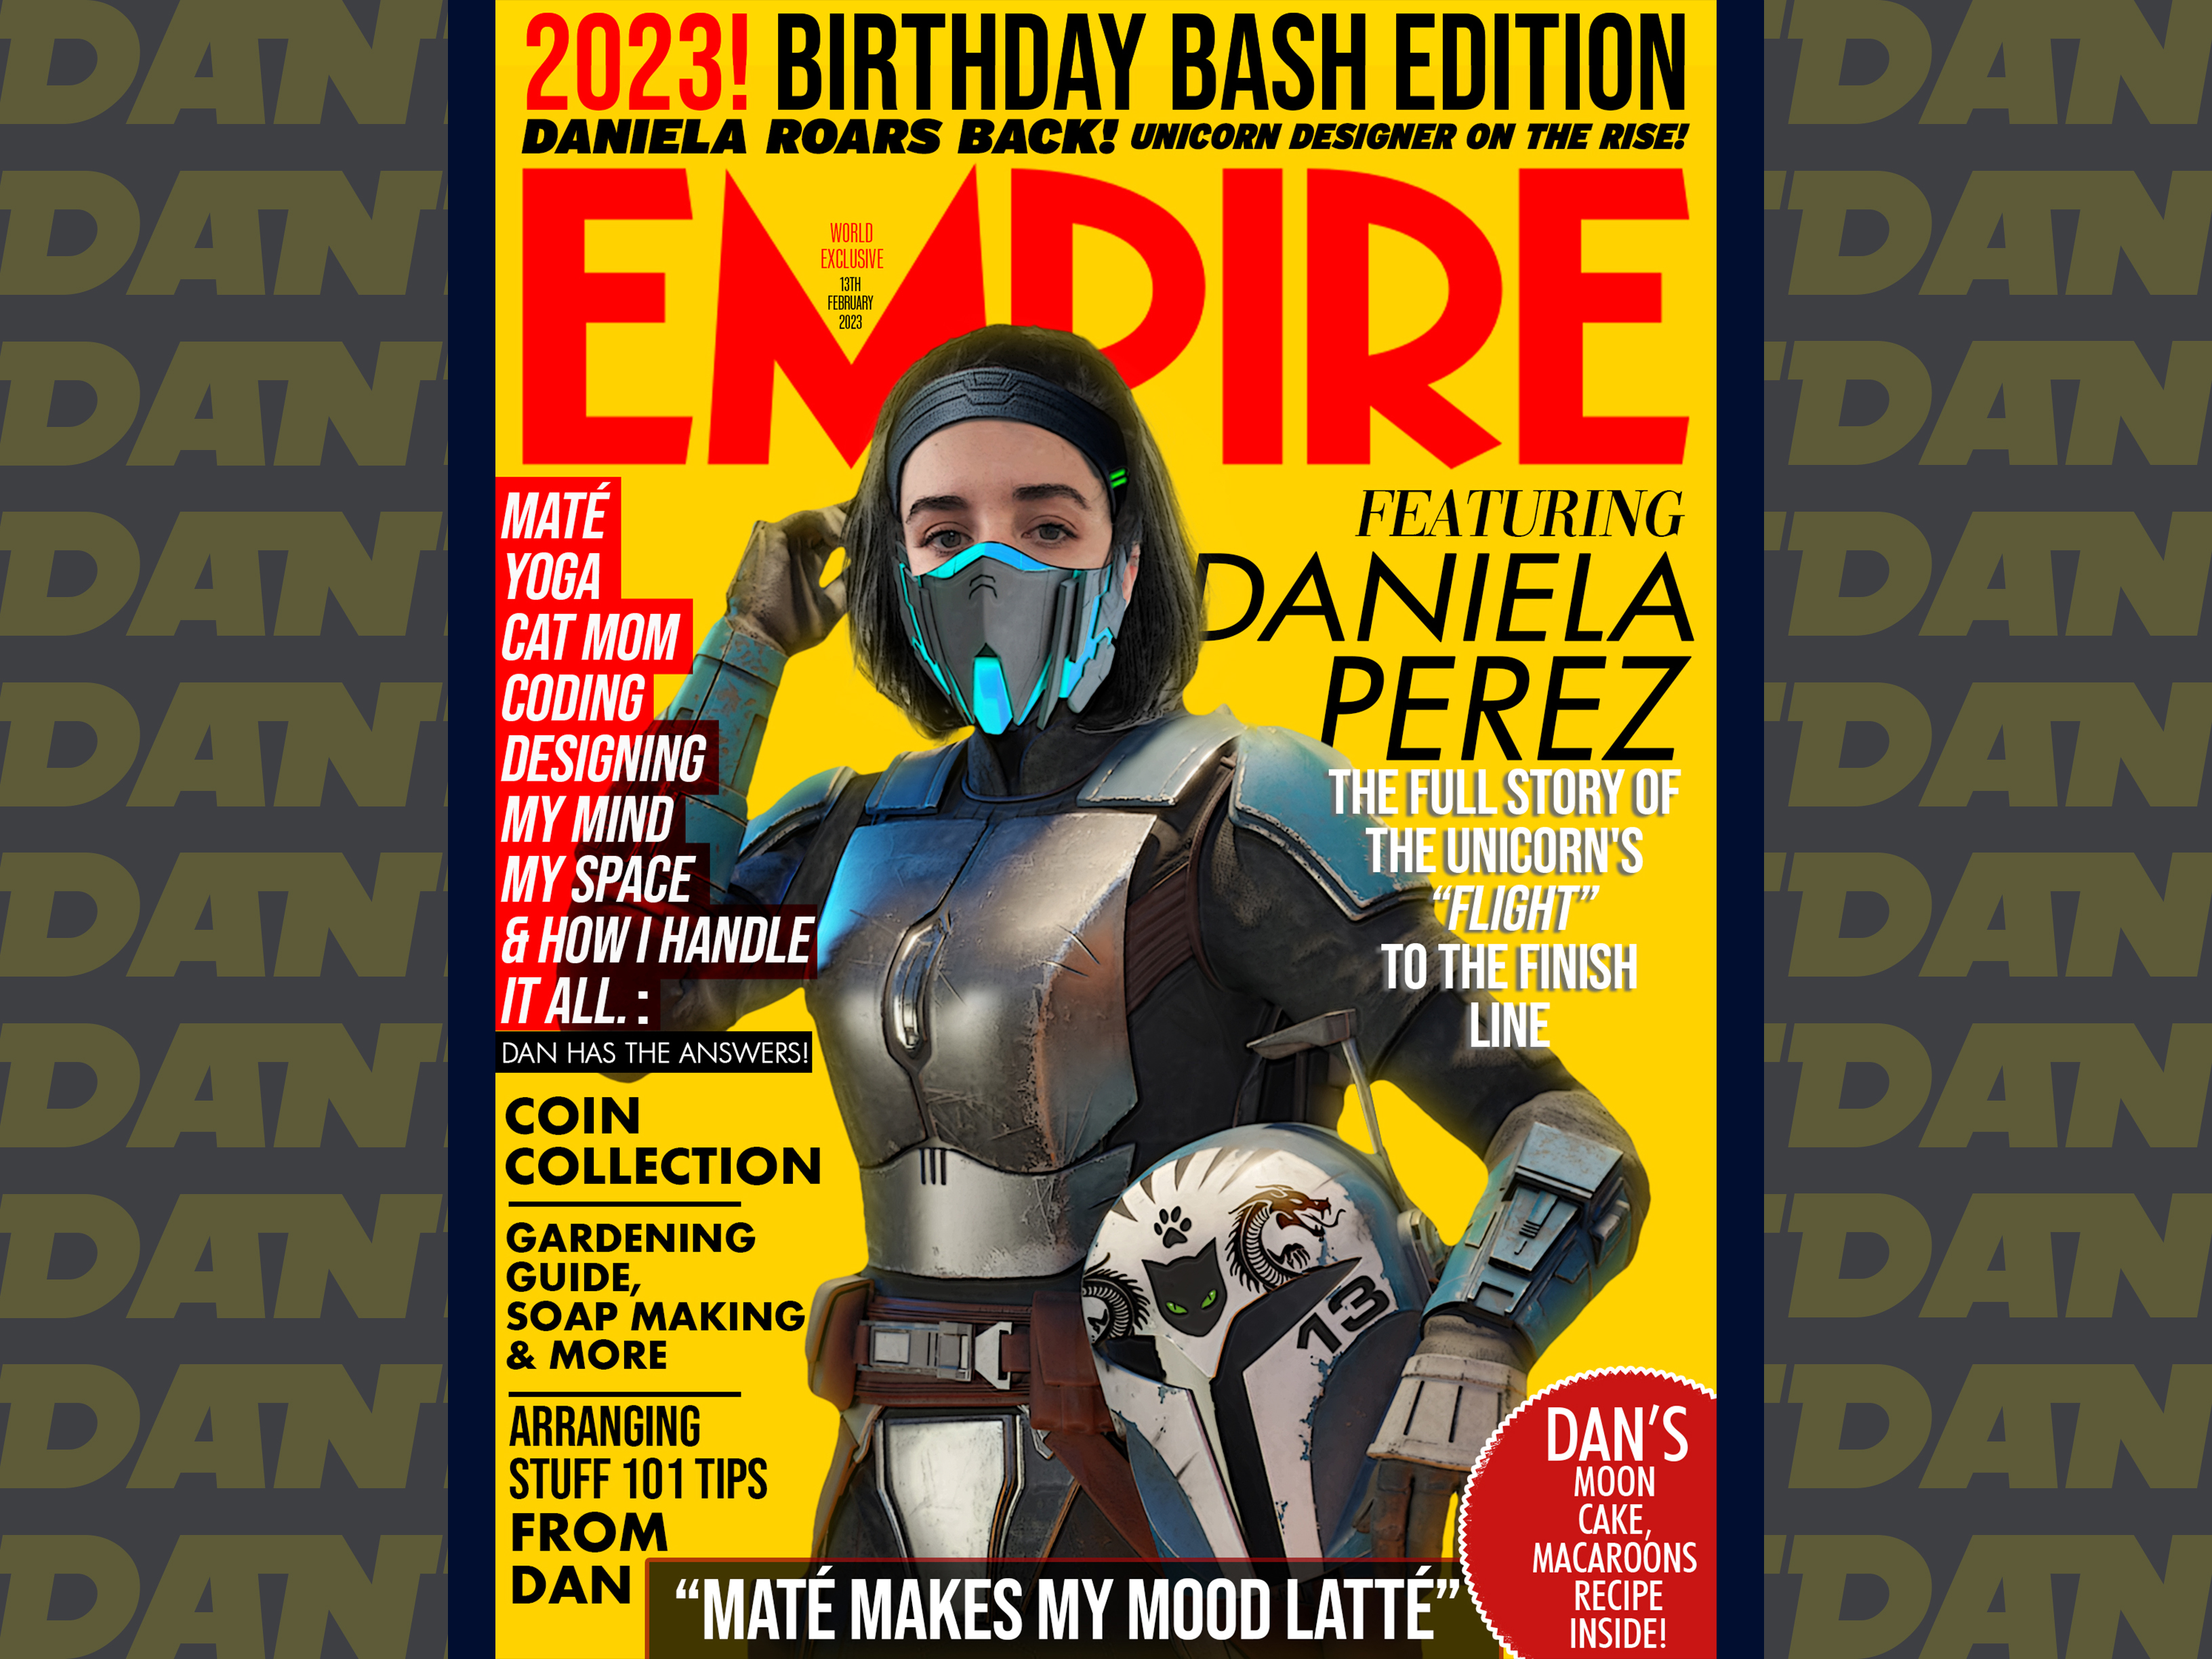 2023! BIRTHDAY BASH EDITION
DANIELA ROARS BACK! UNICORN DESIGNER ON THE RISE!
EMPIRE
WORLD
EXCLUSIVE
13TH
FEBRUARY
2023
MATÉ
YOGA
CAT MOM
CODING
DESIGNING
MY MIND
MY SPACE
& HOW I HANDLE
IT ALL. :
DAN HAS THE ANSWERS!
FEATURING
DANIELA
PEREZ
THE FULL STORY OF
THE UNICORN'S
“FLIGHT”
TO THE FINISH
LINE
COIN
COLLECTION
GARDENING
GUIDE,
SOAP MAKING
& MORE
ARRANGING
STUFF 101 TIPS
FROM
DAN
13
“MATÉ MAKES MY MOOD LATTÉ”
DAN’S
MOON
CAKE,
MACAROONS
RECIPE
INSIDE!
DAN DAN
DAN DAN
DAN DAN
DAN DAN
DAN DAN
DAN DAN
DAN DAN
DAN DAN
DAN DAN
DAN DAN